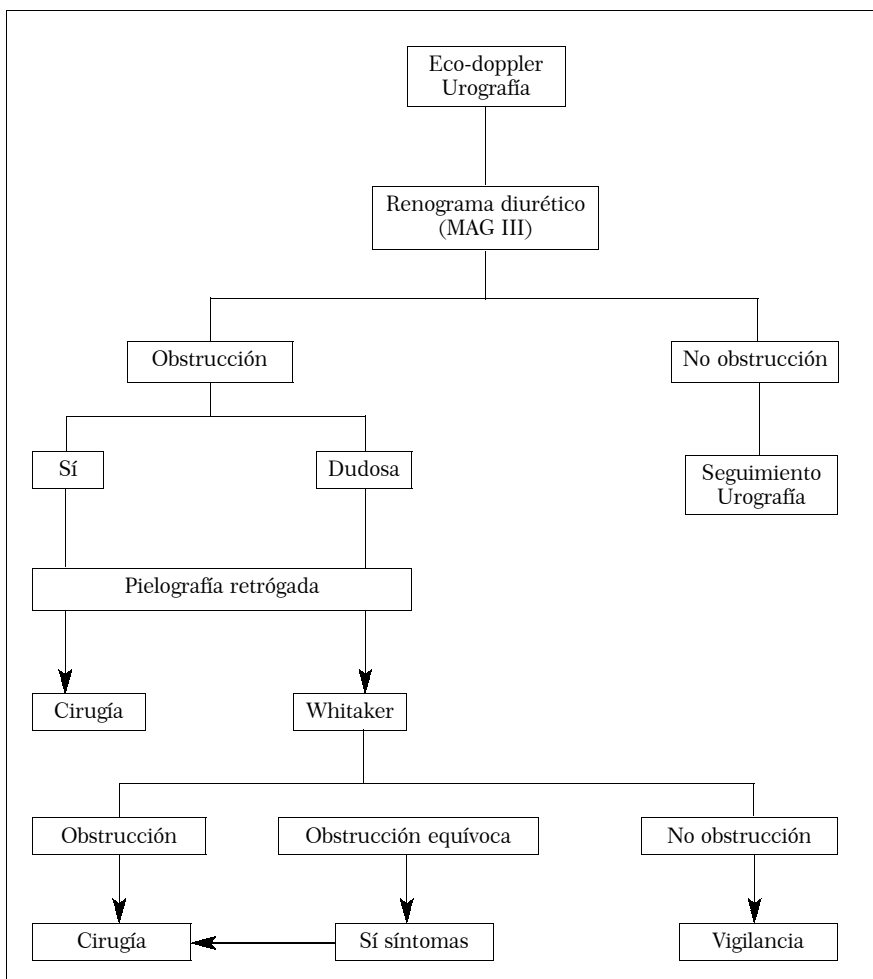 Eco-doppler
Urografía
Renograma diurético
(MAG III)
Obstrucción
No obstrucción
Sí
Dudosa
Seguimiento
Urografía
Pielografía retrógada
Cirugía
Whitaker
Obstrucción
Obstrucción equívoca
No obstrucción
Cirugía
Sí síntomas
Vigilancia